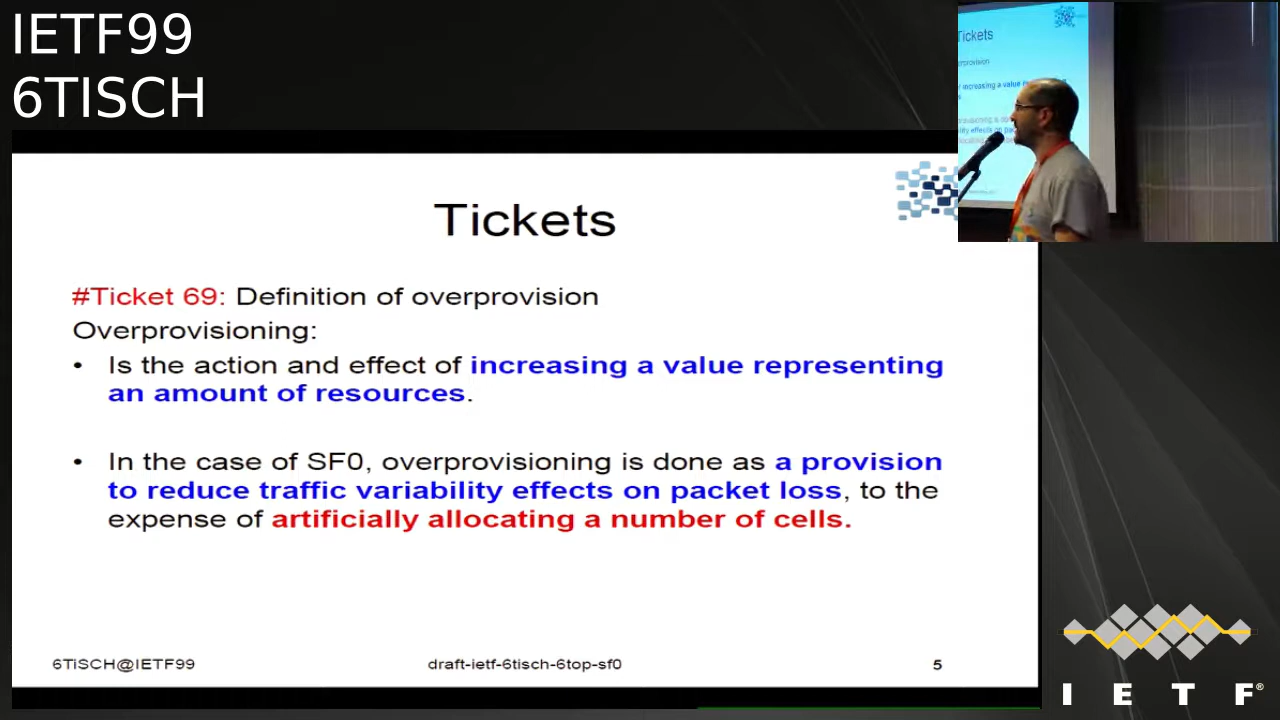 IETF99
6TISCH
Tickets
#Ticket 69: Definition of overprovision
Overprovisioning:
• Is the action and effect of increasing a value representing
an amount of resources.
• In the case of SF0, overprovisioning is done as a provision
to reduce traffic variability effects on packet loss, to the
expense of artificially allocating a number of cells.
6TiSCH@IETF99
draft-ietf-6tisch-6top-sf0
5
Tickets
increasing a value
I E T F®